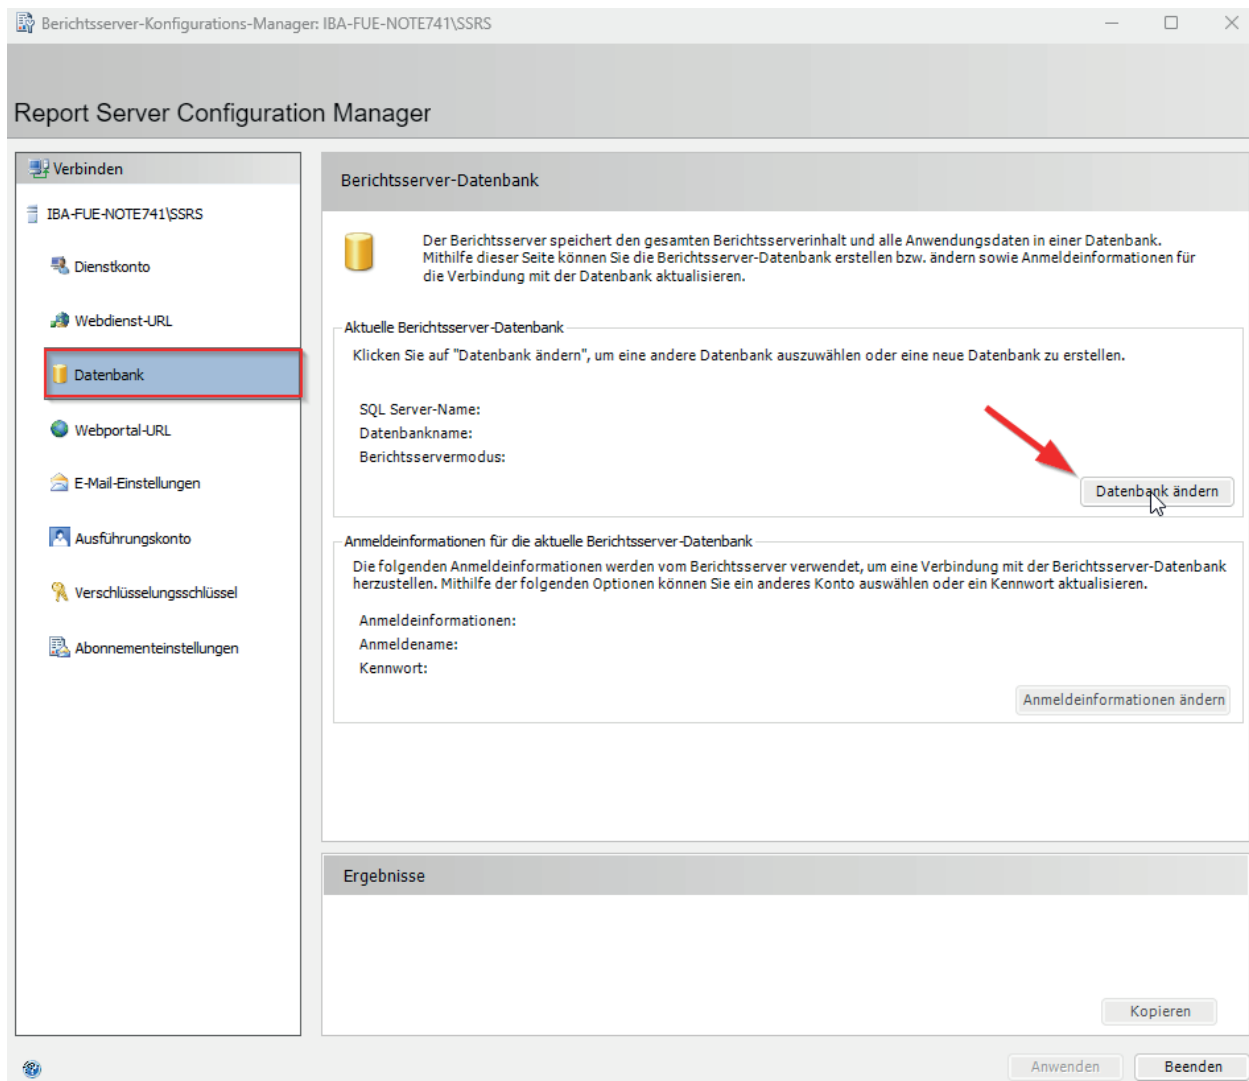 Berichtsserver-Konfigurations-Manager: IBA-FUE-NOTE741\SSRS
Report Server Configuration Manager
Verbinden
IBA-FUE-NOTE741\SSRS
Dienstkonto
Webdienst-URL
Datenbank
Webportal-URL
E-Mail-Einstellungen
Ausführungskonto
Verschlüsselungsschlüssel
Abonnementeinstellungen
Berichtsserver-Datenbank
Der Berichtsserver speichert den gesamten Berichtsserverinhalt und alle Anwendungsdaten in einer Datenbank.
Mithilfe dieser Seite können Sie die Berichtsserver-Datenbank erstellen bzw. ändern sowie Anmeldeinformationen für
die Verbindung mit der Datenbank aktualisieren.
Aktuelle Berichtsserver-Datenbank
Klicken Sie auf "Datenbank ändern", um eine andere Datenbank auszuwählen oder eine neue Datenbank zu erstellen.
SQL Server-Name:
Datenbankname:
Berichtsservermodus:
Datenbank ändern
Anmeldeinformationen für die aktuelle Berichtsserver-Datenbank
Die folgenden Anmeldeinformationen werden vom Berichtsserver verwendet, um eine Verbindung mit der Berichtsserver-Datenbank
herzustellen. Mithilfe der folgenden Optionen können Sie ein anderes Konto auswählen oder ein Kennwort aktualisieren.
Anmeldeinformationen:
Anmeldename:
Kennwort:
Anmeldeinformationen ändern
Ergebnisse
Kopieren
Anwenden
Beenden